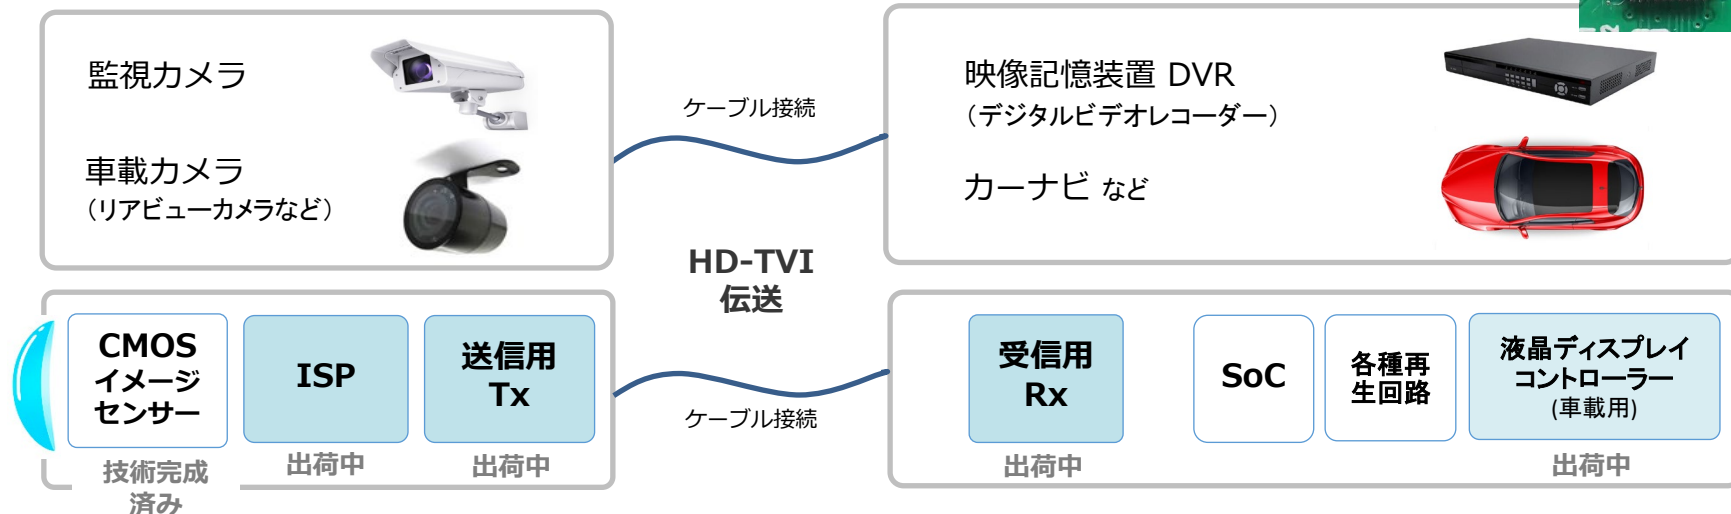 監視カメラ
車載カメラ
（リアビューカメラなど）
ケーブル接続
映像記憶装置 DVR
（デジタルビデオレコーダー）
カーナビ など
HD-TVI
伝送
CMOS
イメージ
センサー
技術完成
済み
ISP
出荷中
送信用
Tx
出荷中
ケーブル接続
受信用
Rx
出荷中
SoC
各種再
生回路
液晶ディスプレイ
コントローラー
(車載用)
出荷中